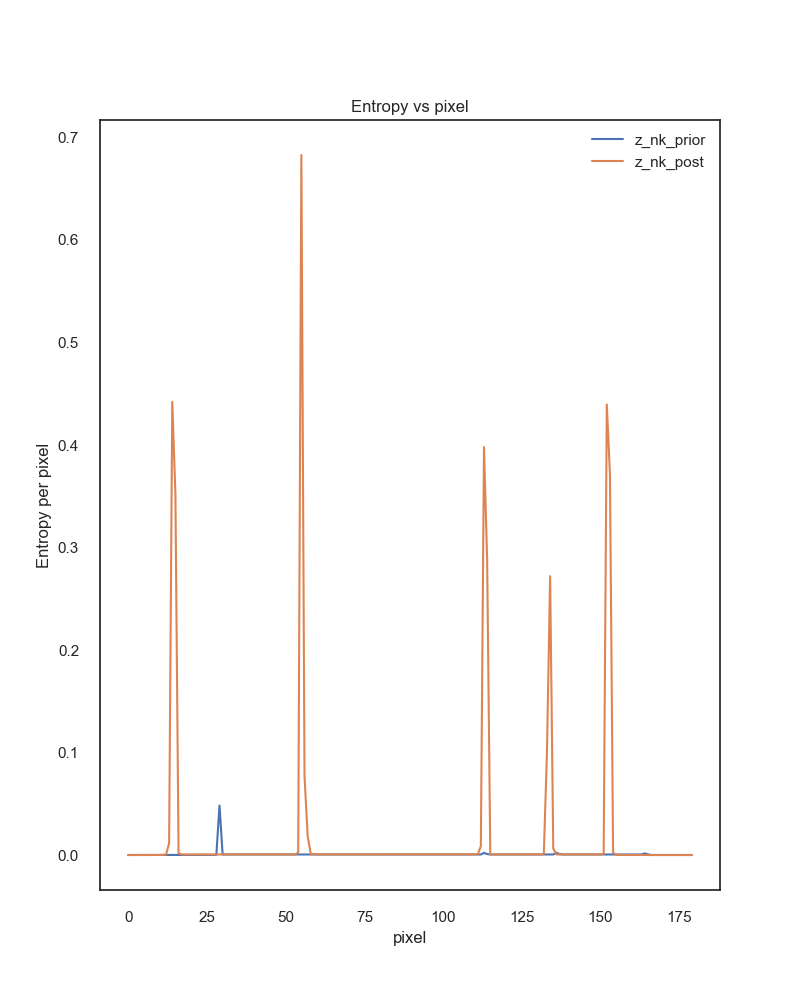 Entropy vs pixel
z_nk_prior
z_nk_post
0.7
0.6
0.5
0.4
0.3
0.2
0.1
0.0
Entropy per pixel
0 25 50 75 100 125 150 175
pixel